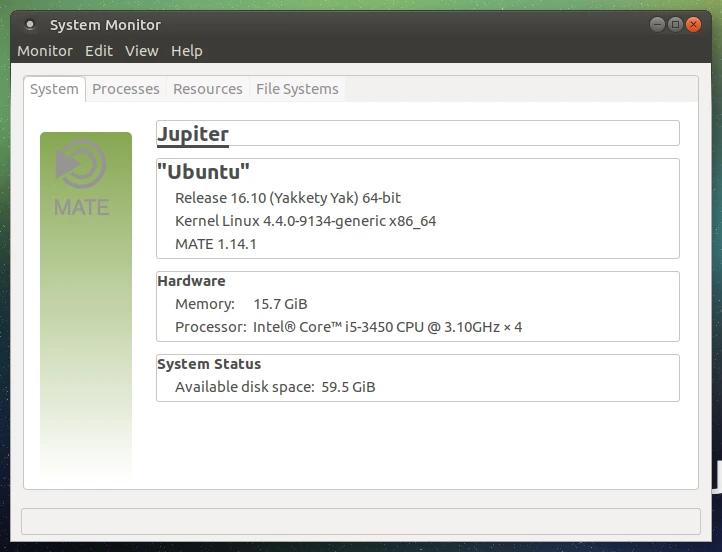 System Monitor
Monitor Edit View Help
System Processes Resources File Systems
MATE
Jupiter
"Ubuntu"
Release 16.10 (Yakkety Yak) 64-bit
Kernel Linux 4.4.0-9134-generic x86_64
MATE 1.14.1
Hardware
Memory: 15.7 GiB
Processor: Intel® Core™ i5-3450 CPU @ 3.10GHz × 4
System Status
Available disk space: 59.5 GiB